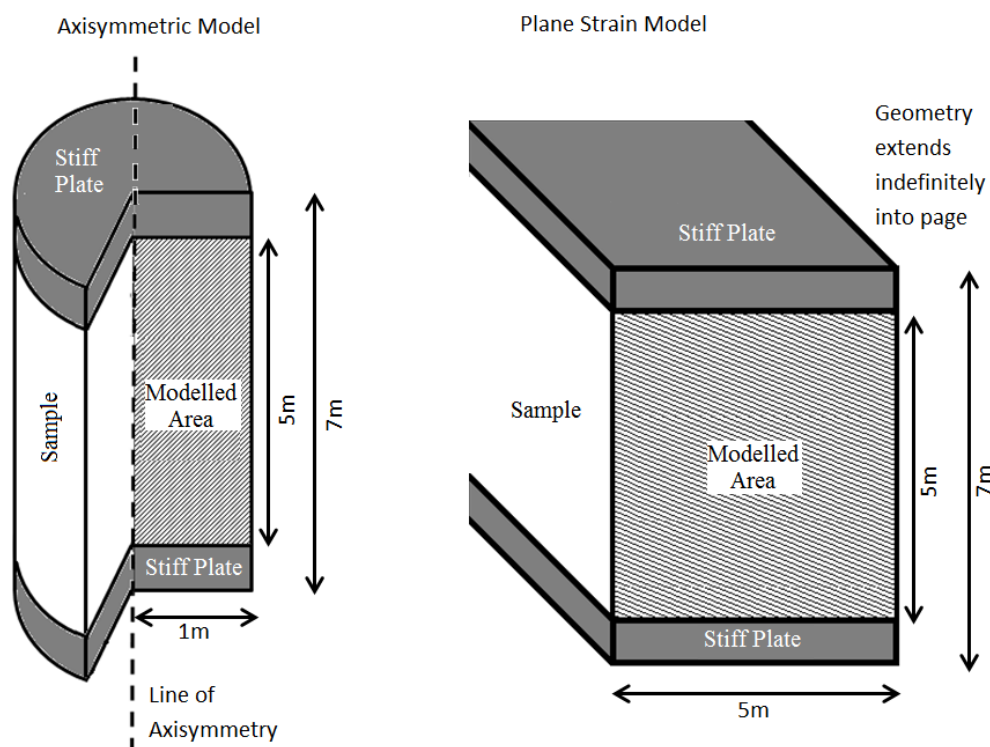 Axisymmetric Model
Stiff
Plate
Sample
Modelled
Area
5m
7m
Stiff Plate
1m
Line of
Axisymmetry
Plane Strain Model
Geometry
extends
indefinitely
into page
Stiff Plate
Sample
Modelled
Area
5m
7m
Stiff Plate
5m